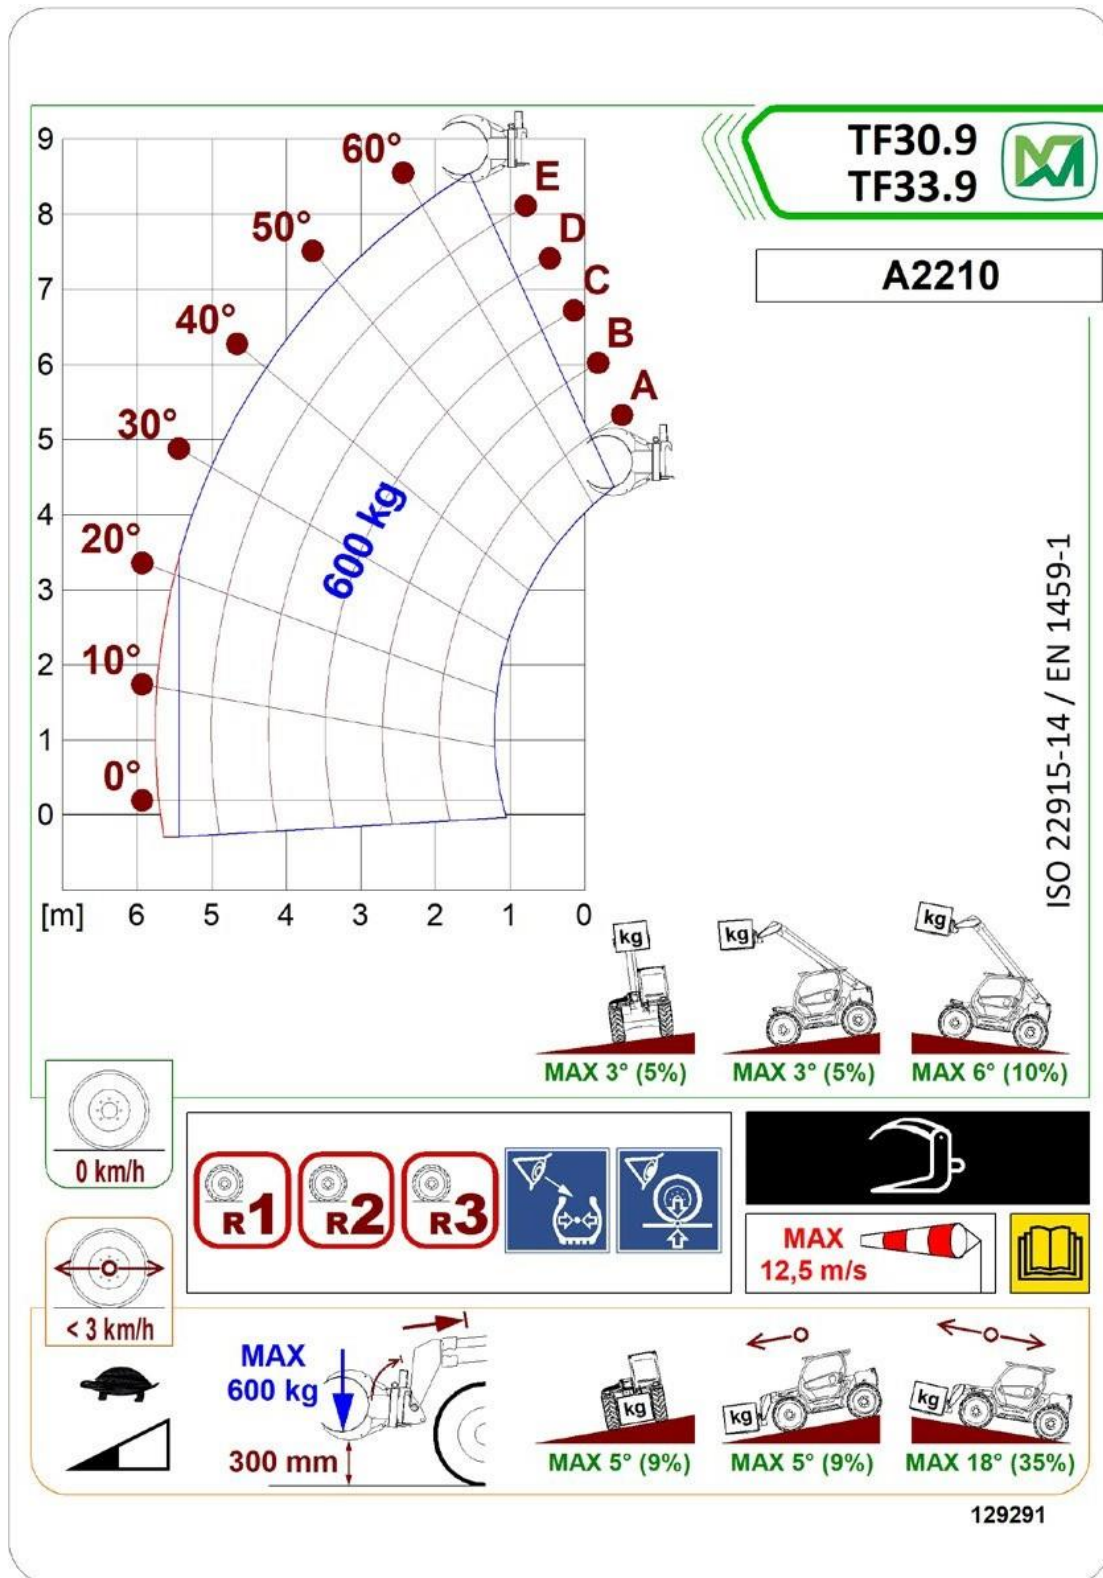 TF30.9
TF33.9
A2210
9
8
7
6
5
4
3
2
1
0
[m] 6 5 4 3 2 1 0
60°
50°
40°
30°
20°
10°
0°
E
D
C
B
A
600 kg
ISO 22915-14 / EN 1459-1
kg
kg
kg
MAX 3° (5%)
MAX 3° (5%)
MAX 6° (10%)
0 km/h
R1
R2
R3
MAX
12,5 m/s
< 3 km/h
MAX
600 kg
300 mm
kg
kg
kg
MAX 5° (9%)
MAX 5° (9%)
MAX 18° (35%)
129291